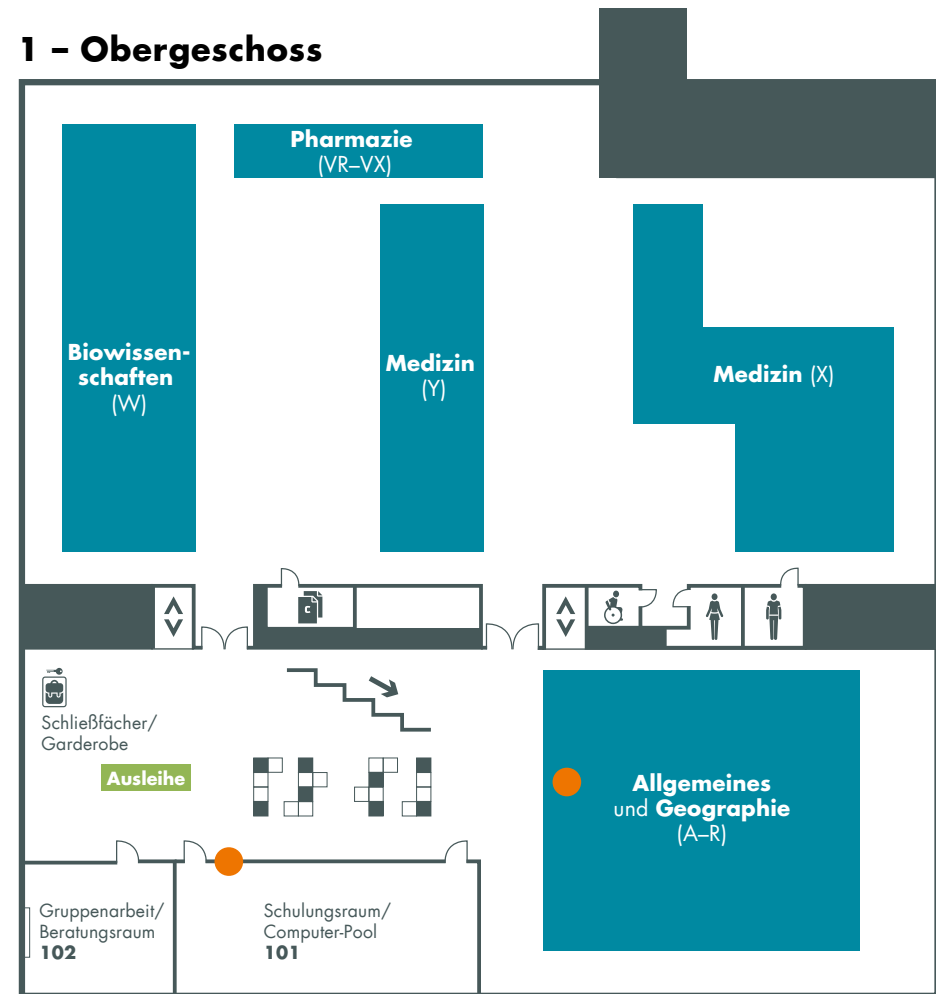 1 – Obergeschoss
Pharmazie
(VR–VX)
Biowissen-
schaften
(W)
Medizin
(Y)
Medizin (X)
C
Schließfächer/
Garderobe
Ausleihe
Allgemeines
und Geographie
(A–R)
Gruppenarbeit/
Beratungsraum
102
Schulungsraum/
Computer-Pool
101